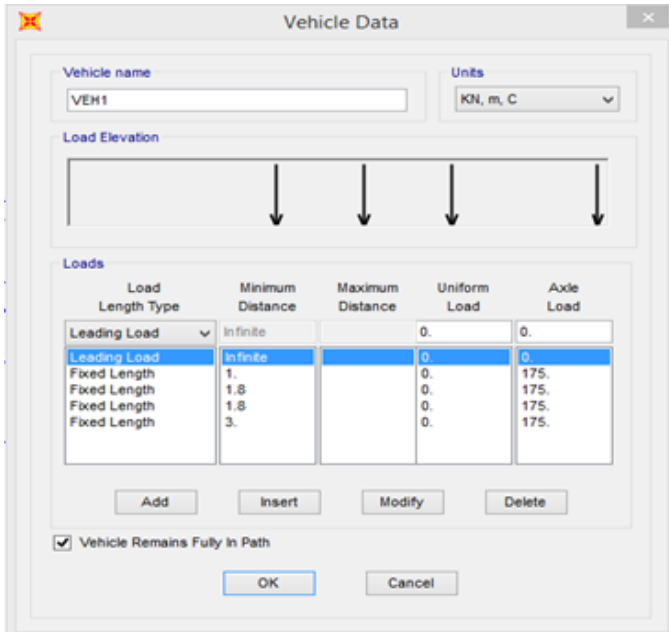 Vehicle Data
Vehicle name
Units
VEH1
KN, m, C
Load Elevation
Loads
Load Length Type Minimum Distance Maximum Distance Uniform Load Axle Load
Leading Load Infinite 0. 0.
Leading Load Infinite 0. 0.
Fixed Length 1. 0. 175.
Fixed Length 1.8 0. 175.
Fixed Length 1.8 0. 175.
Fixed Length 3. 0. 175.
Add Insert Modify Delete
Vehicle Remains Fully In Path
OK Cancel